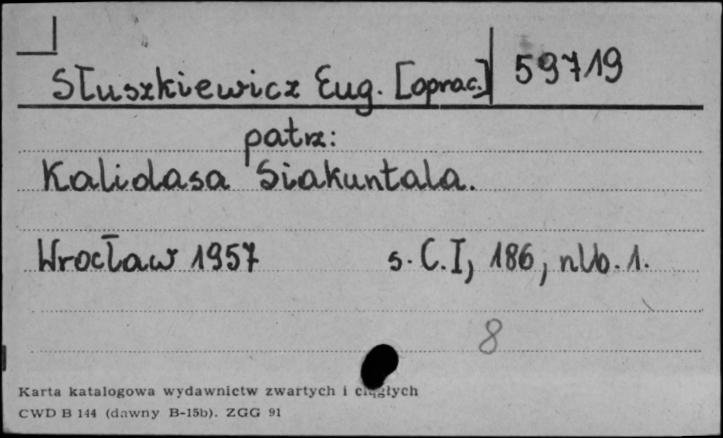 Słuszkiewicz Eug. [oprac.] 59719
patrz:
Kalidasa Siakuntala.
Wrocław 1957 s. C.I, 186, nlb. 1.
8
Karta katalogowa wydawnictw zwartych i ciągłych
CWD B 144 (dawny B-15b). ZGG 91